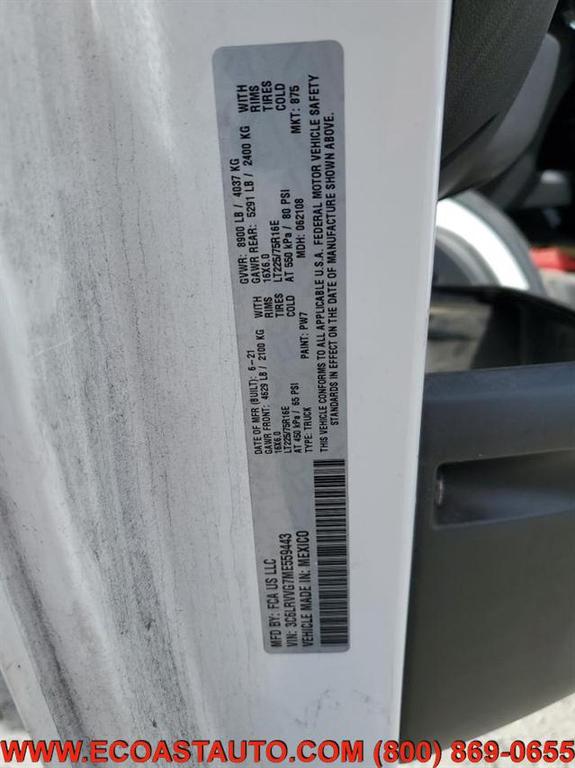 MFD BY: FCA US LLC
DATE OF MFR (BUILT): 6-21
GVWR: 8900 LB / 4037 KG
GAWR FRONT: 4629 LB / 2100 KG WITH
GAWR REAR: 5291 LB / 2400 KG WITH
16X6.0 RIMS
16X6.0 RIMS
LT225/75R16E TIRES
LT225/75R16E TIRES
AT 450 kPa / 65 PSI COLD
AT 550 kPa / 80 PSI COLD
VIN: 3C6LRVVG7ME559443
TYPE: TRUCK
PAINT: PW7
MDH: 062108
MKT: 875
VEHICLE MADE IN: MEXICO
THIS VEHICLE CONFORMS TO ALL APPLICABLE U.S.A. FEDERAL MOTOR VEHICLE SAFETY
STANDARDS IN EFFECT ON THE DATE OF MANUFACTURE SHOWN ABOVE.
WWW.ECOASTAUTO.COM (800) 869-0655